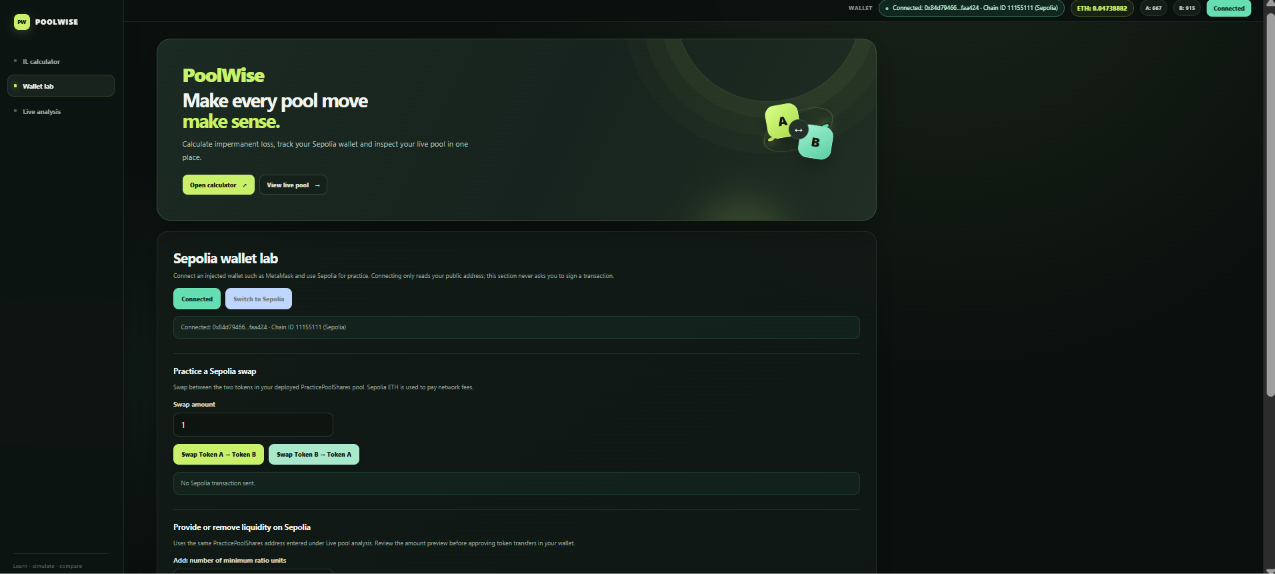 PW POOLWISE
WALLET
Connected: 0x84d79466...faa424 · Chain ID 11155111 (Sepolia)
ETH: 0.04738882
A: 667
B: 915
Connected
IL calculator
Wallet lab
Live analysis
PoolWise
Make every pool move
make sense.
Calculate impermanent loss, track your Sepolia wallet and inspect your live pool in one
place.
Open calculator ↗
View live pool →
A ↔ B
Sepolia wallet lab
Connect an injected wallet such as MetaMask and use Sepolia for practice. Connecting only reads your public address; this section never asks you to sign a transaction.
Connected
Switch to Sepolia
Connected: 0x84d79466...faa424 · Chain ID 11155111 (Sepolia)
Practice a Sepolia swap
Swap between the two tokens in your deployed PracticePoolShares pool. Sepolia ETH is used to pay network fees.
Swap amount
1
Swap Token A → Token B
Swap Token B → Token A
No Sepolia transaction sent.
Provide or remove liquidity on Sepolia
Uses the same PracticePoolShares address entered under Live pool analysis. Review the amount preview before approving token transfers in your wallet.
Add: number of minimum ratio units
Learn · simulate · compare